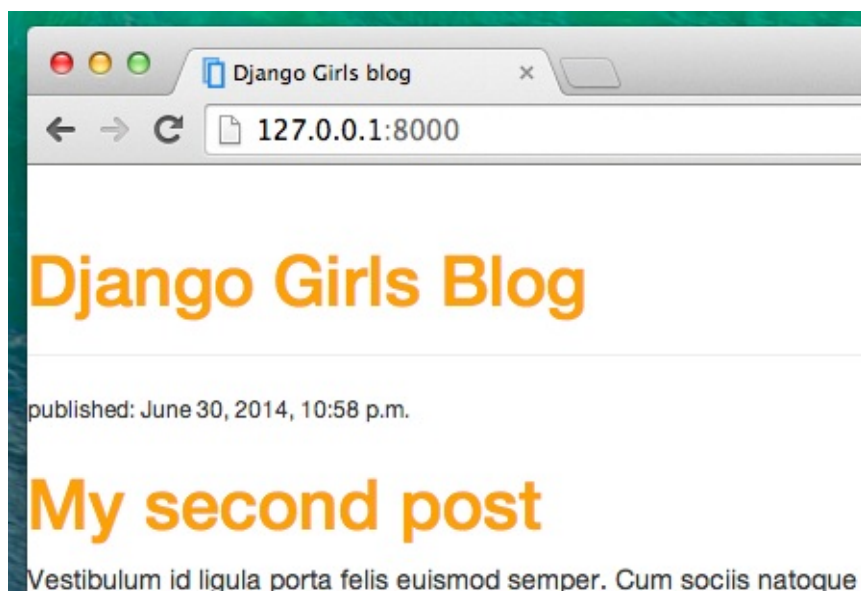 Django Girls blog
127.0.0.1:8000
Django Girls Blog
published: June 30, 2014, 10:58 p.m.
My second post
Vestibulum id ligula porta felis euismod semper. Cum sociis natoque